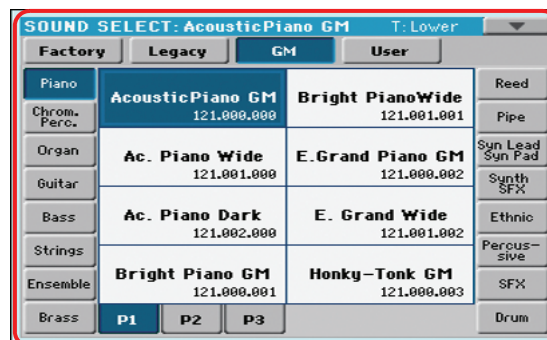 SOUND SELECT: AcousticPiano GM T: Lower
Factory Legacy GM User
Piano
Chrom. Perc.
Organ
Guitar
Bass
Strings
Ensemble
Brass
AcousticPiano GM
121.000.000
Bright PianoWide
121.001.001
Ac. Piano Wide
121.001.000
E.Grand Piano GM
121.000.002
Ac. Piano Dark
121.002.000
E. Grand Wide
121.001.002
Bright Piano GM
121.000.001
Honky-Tonk GM
121.000.003
P1 P2 P3
Reed
Pipe
Syn Lead
Syn Pad
Synth
SFX
Ethnic
Percus-
sive
SFX
Drum